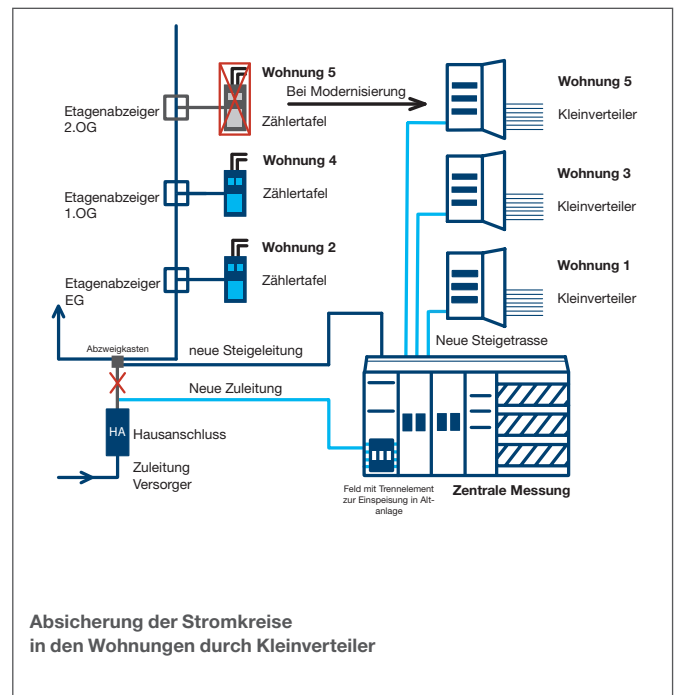 Wohnung 5
Bei Modernisierung
Etagenabzeiger
2.OG
Zählertafel
Wohnung 5
Kleinverteiler
Wohnung 4
Etagenabzeiger
1.OG
Zählertafel
Wohnung 3
Kleinverteiler
Wohnung 2
Etagenabzeiger
EG
Zählertafel
Wohnung 1
Kleinverteiler
Abzweigkasten
neue Steigeleitung
Neue Steigetrasse
Neue Zuleitung
HA
Hausanschluss
Zuleitung
Versorger
Feld mit Trennelement
zur Einspeisung in Alt-
anlage
Zentrale Messung
Absicherung der Stromkreise
in den Wohnungen durch Kleinverteiler